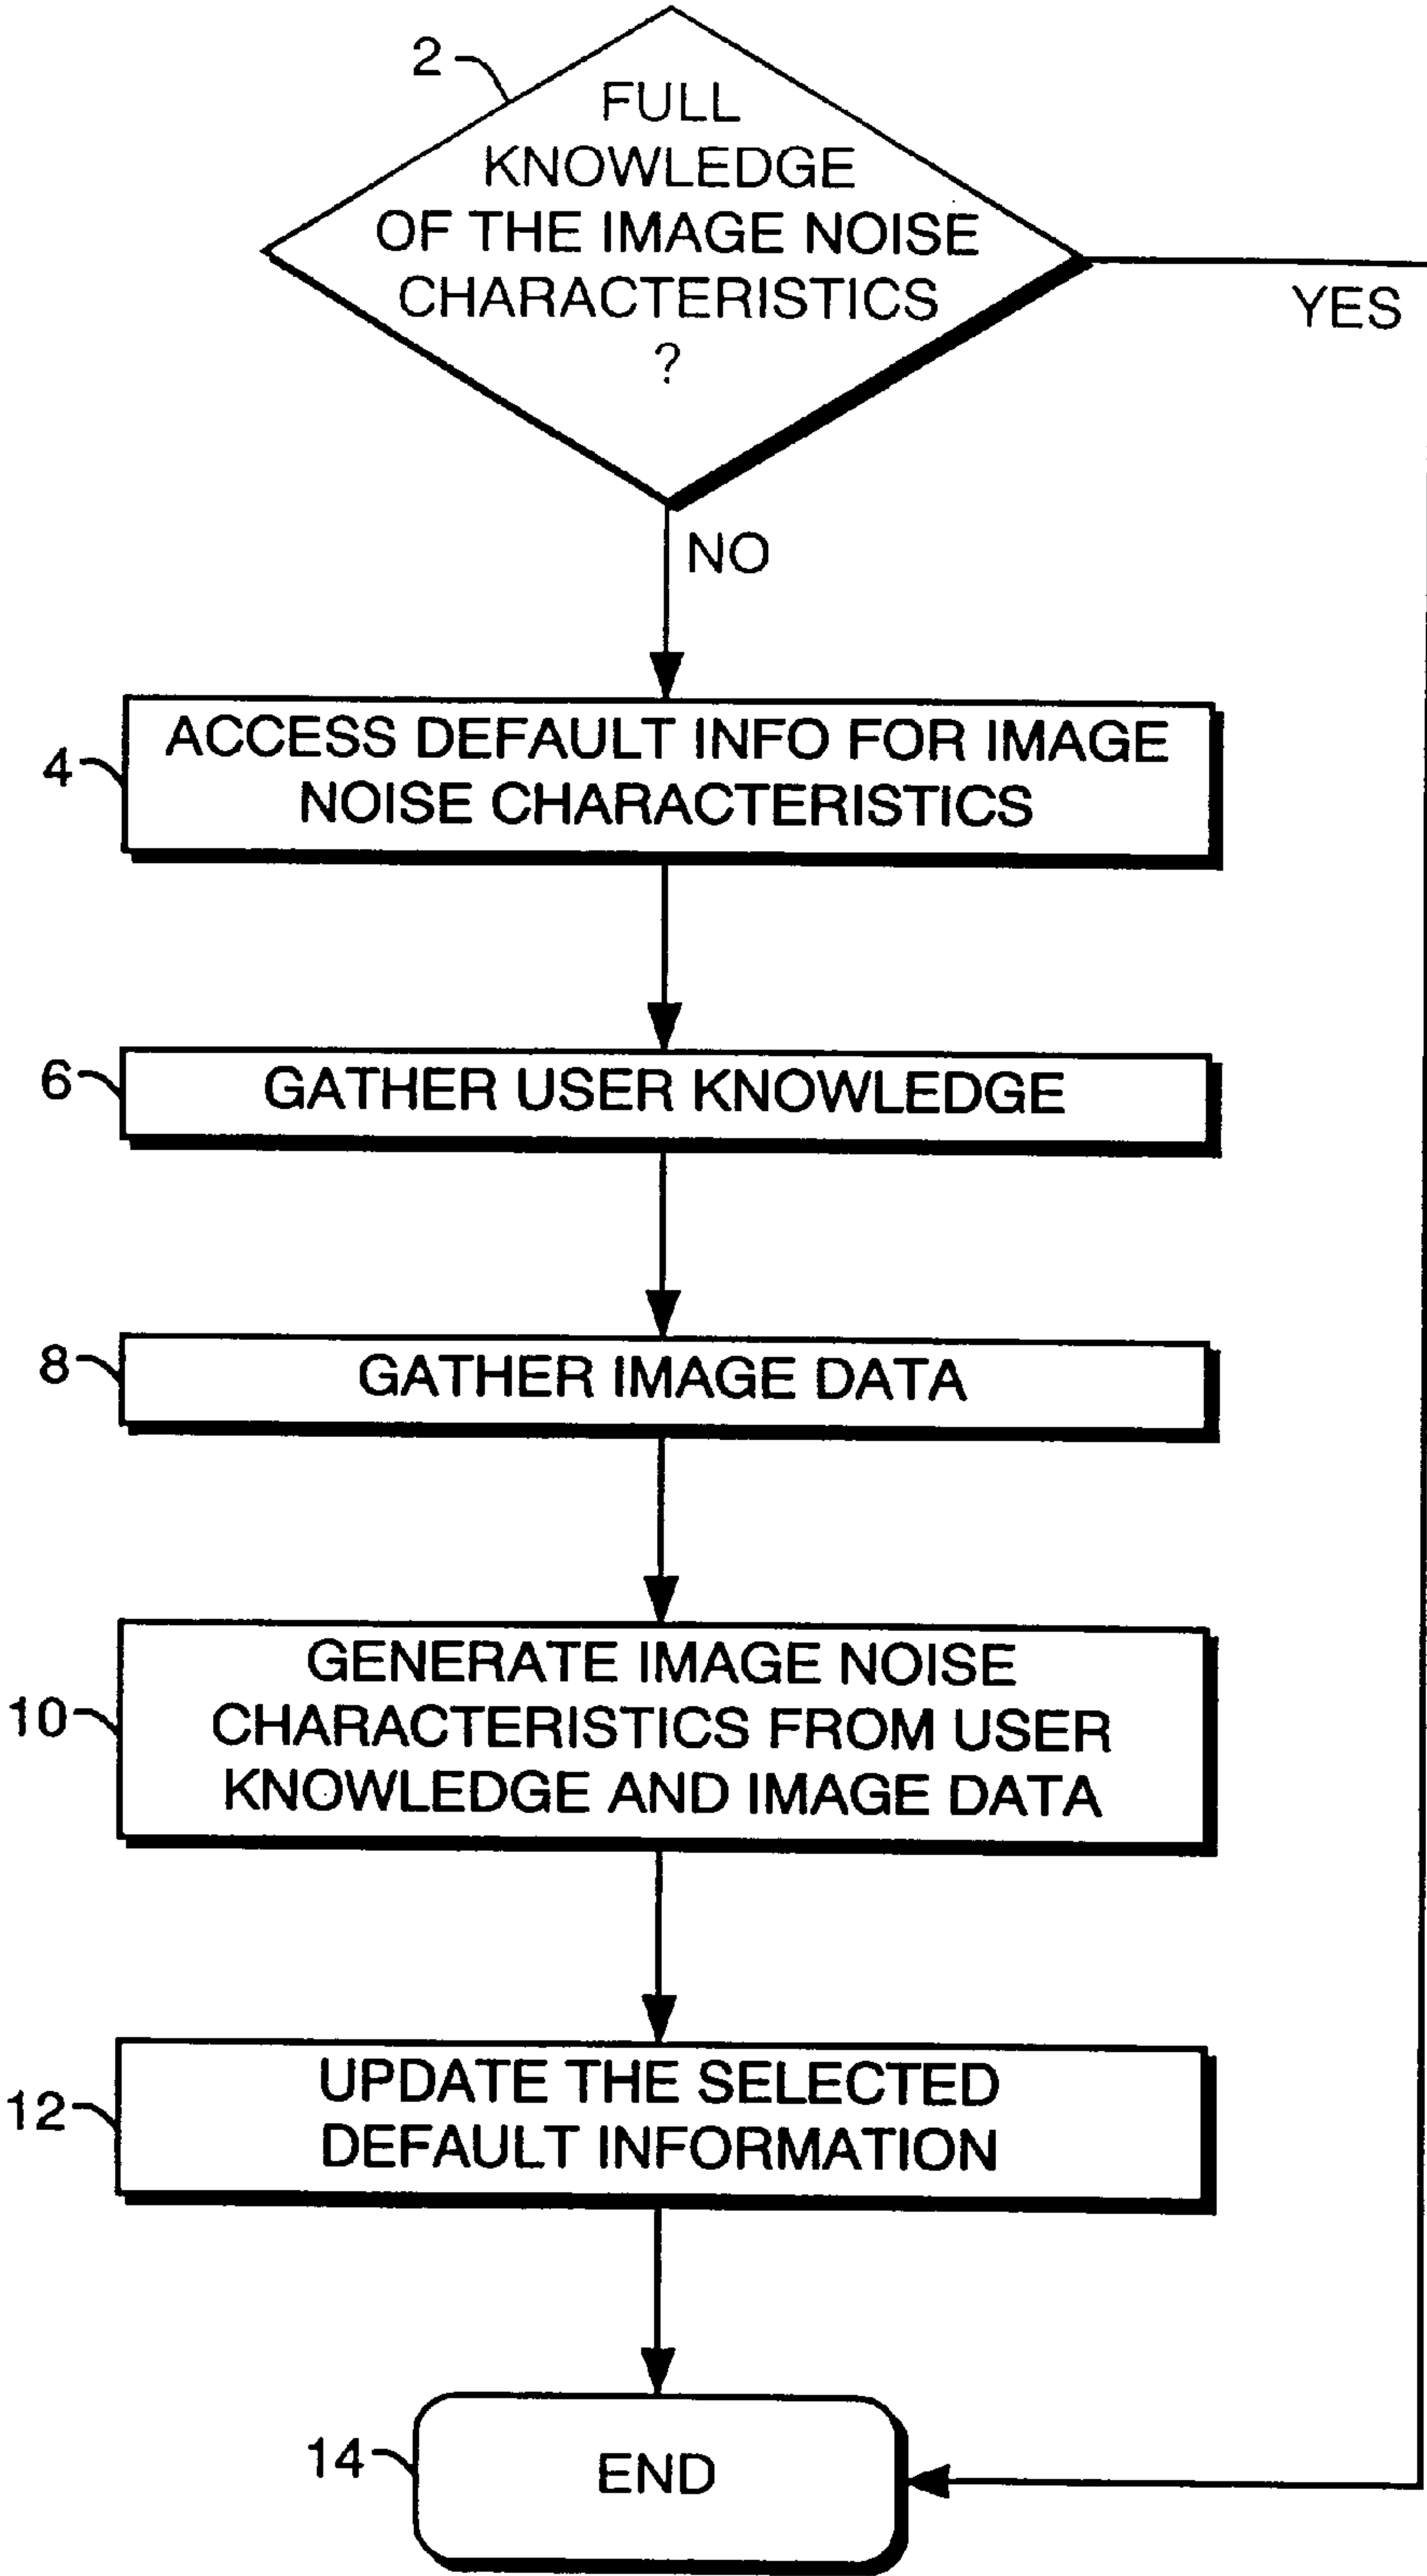 2
FULL
KNOWLEDGE
OF THE IMAGE NOISE
CHARACTERISTICS
?
YES
NO
4
ACCESS DEFAULT INFO FOR IMAGE
NOISE CHARACTERISTICS
6
GATHER USER KNOWLEDGE
8
GATHER IMAGE DATA
10
GENERATE IMAGE NOISE
CHARACTERISTICS FROM USER
KNOWLEDGE AND IMAGE DATA
12
UPDATE THE SELECTED
DEFAULT INFORMATION
14
END